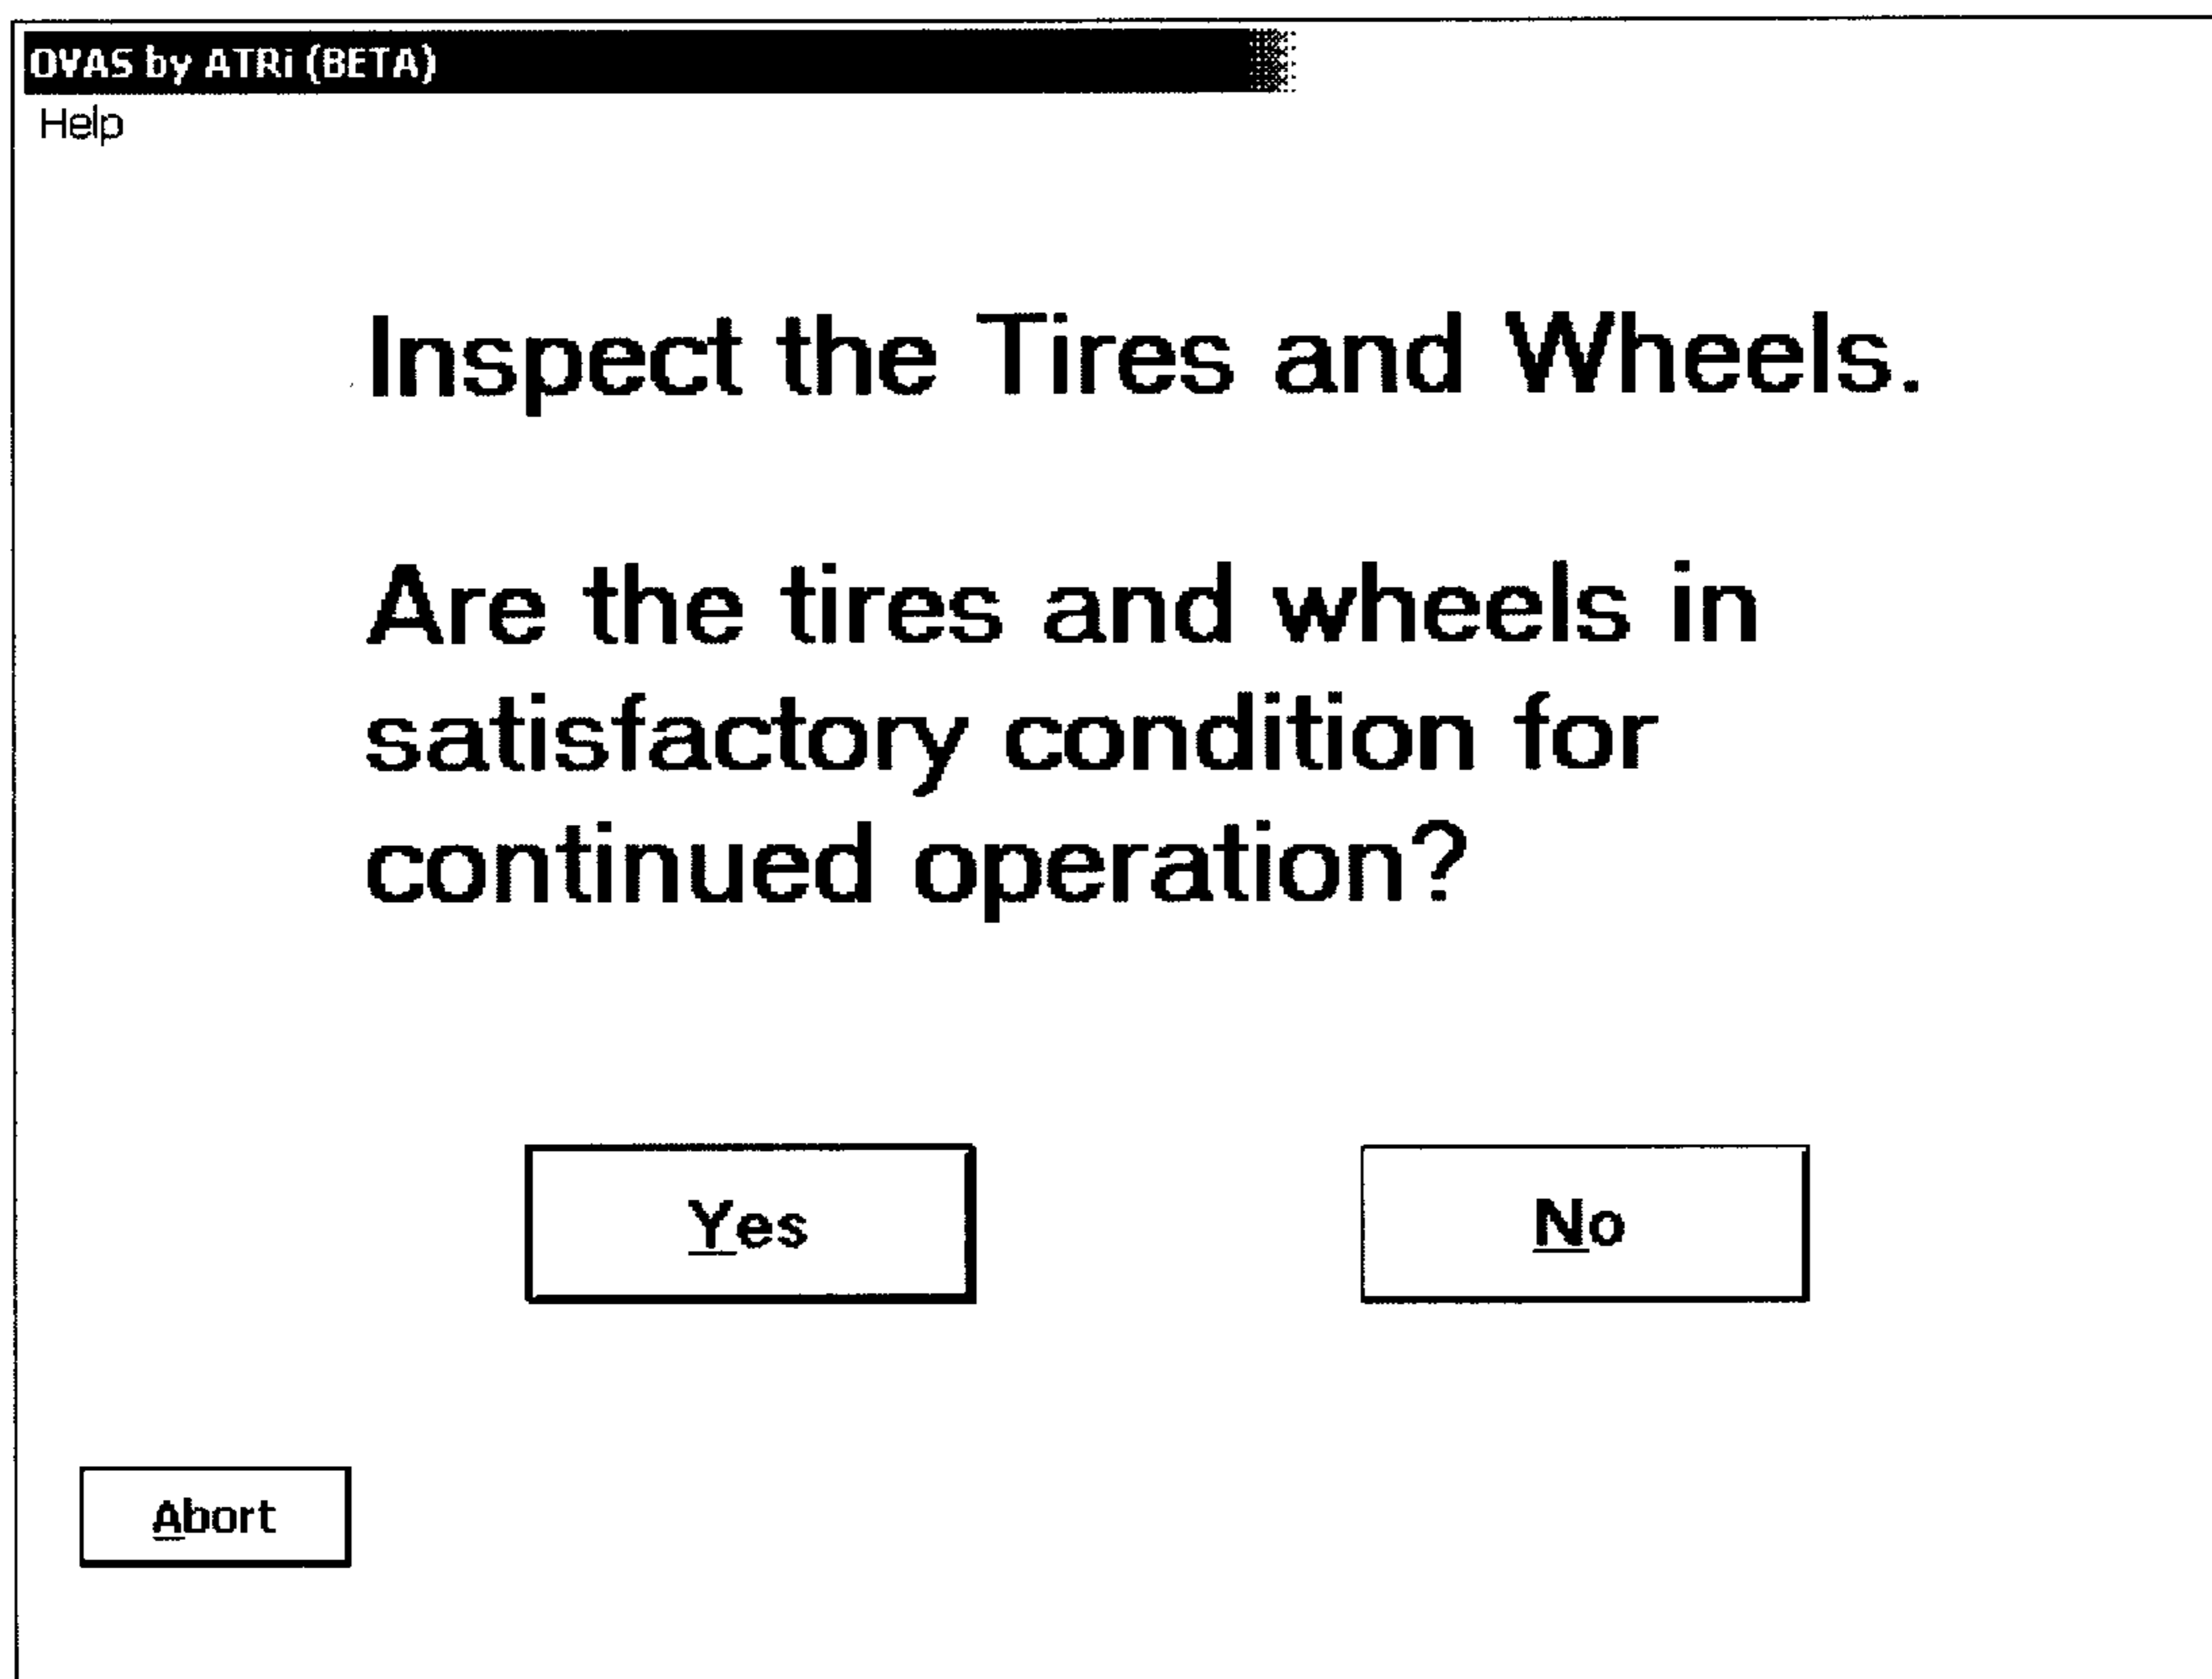 OYAS by ATRi (BETA)
Help
Inspect the Tires and Wheels.
Are the tires and wheels in
satisfactory condition for
continued operation?
Yes
No
Abort